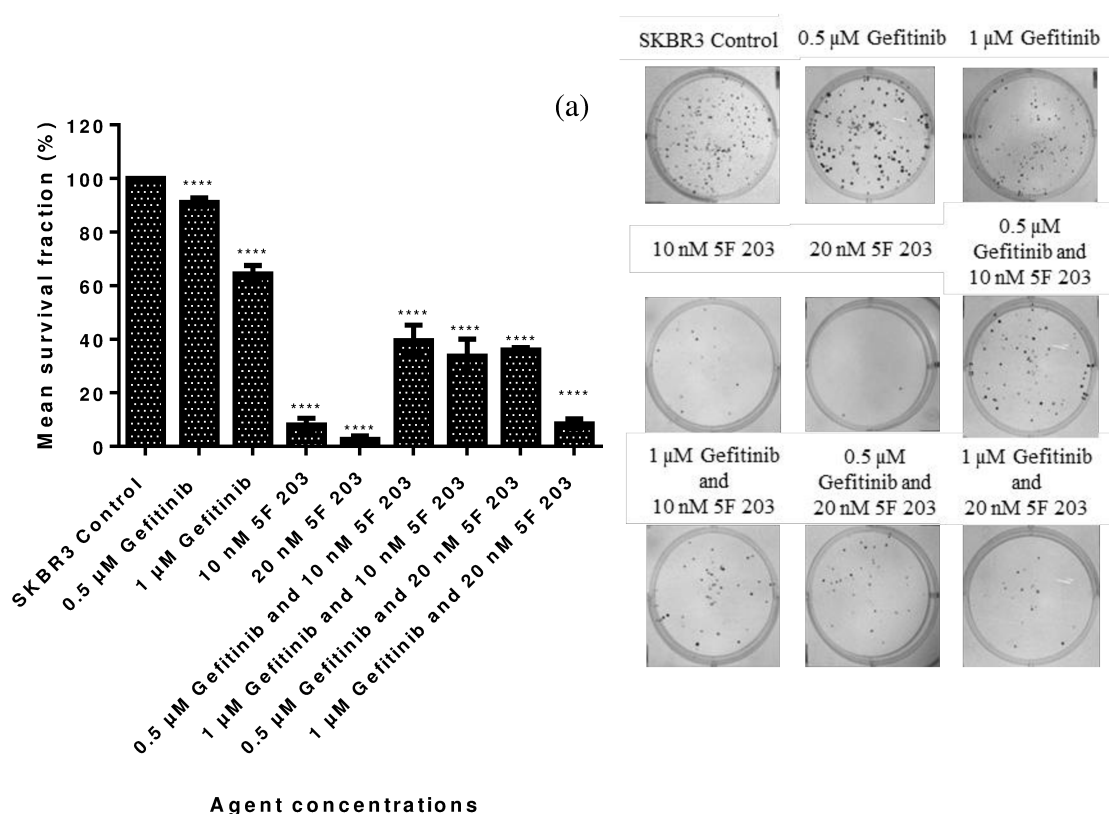 (a)
Mean survival fraction (%)
120
100
80
60
40
20
0
****
****
****
****
****
****
****
****
SKBR3 Control
0.5 µM Gefitinib
1 µM Gefitinib
10 nM 5F 203
20 nM 5F 203
0.5 µM Gefitinib and 10 nM 5F 203
1 µM Gefitinib and 10 nM 5F 203
0.5 µM Gefitinib and 20 nM 5F 203
1 µM Gefitinib and 20 nM 5F 203
Agent concentrations
SKBR3 Control
0.5 µM Gefitinib
1 µM Gefitinib
10 nM 5F 203
20 nM 5F 203
0.5 µM
Gefitinib and
10 nM 5F 203
1 µM Gefitinib
and
10 nM 5F 203
0.5 µM
Gefitinib and
20 nM 5F 203
1 µM Gefitinib
and
20 nM 5F 203